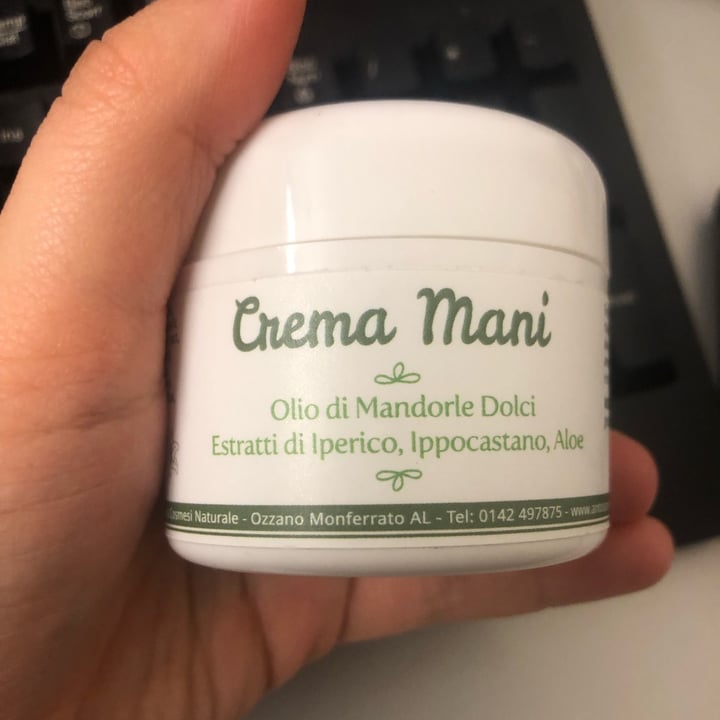 Crema Mani
Olio di Mandorle Dolci
Estratti di Iperico, Ippocastano, Aloe
Cosmesi Naturale - Ozzano Monferrato AL - Tel: 0142 497875 - www.